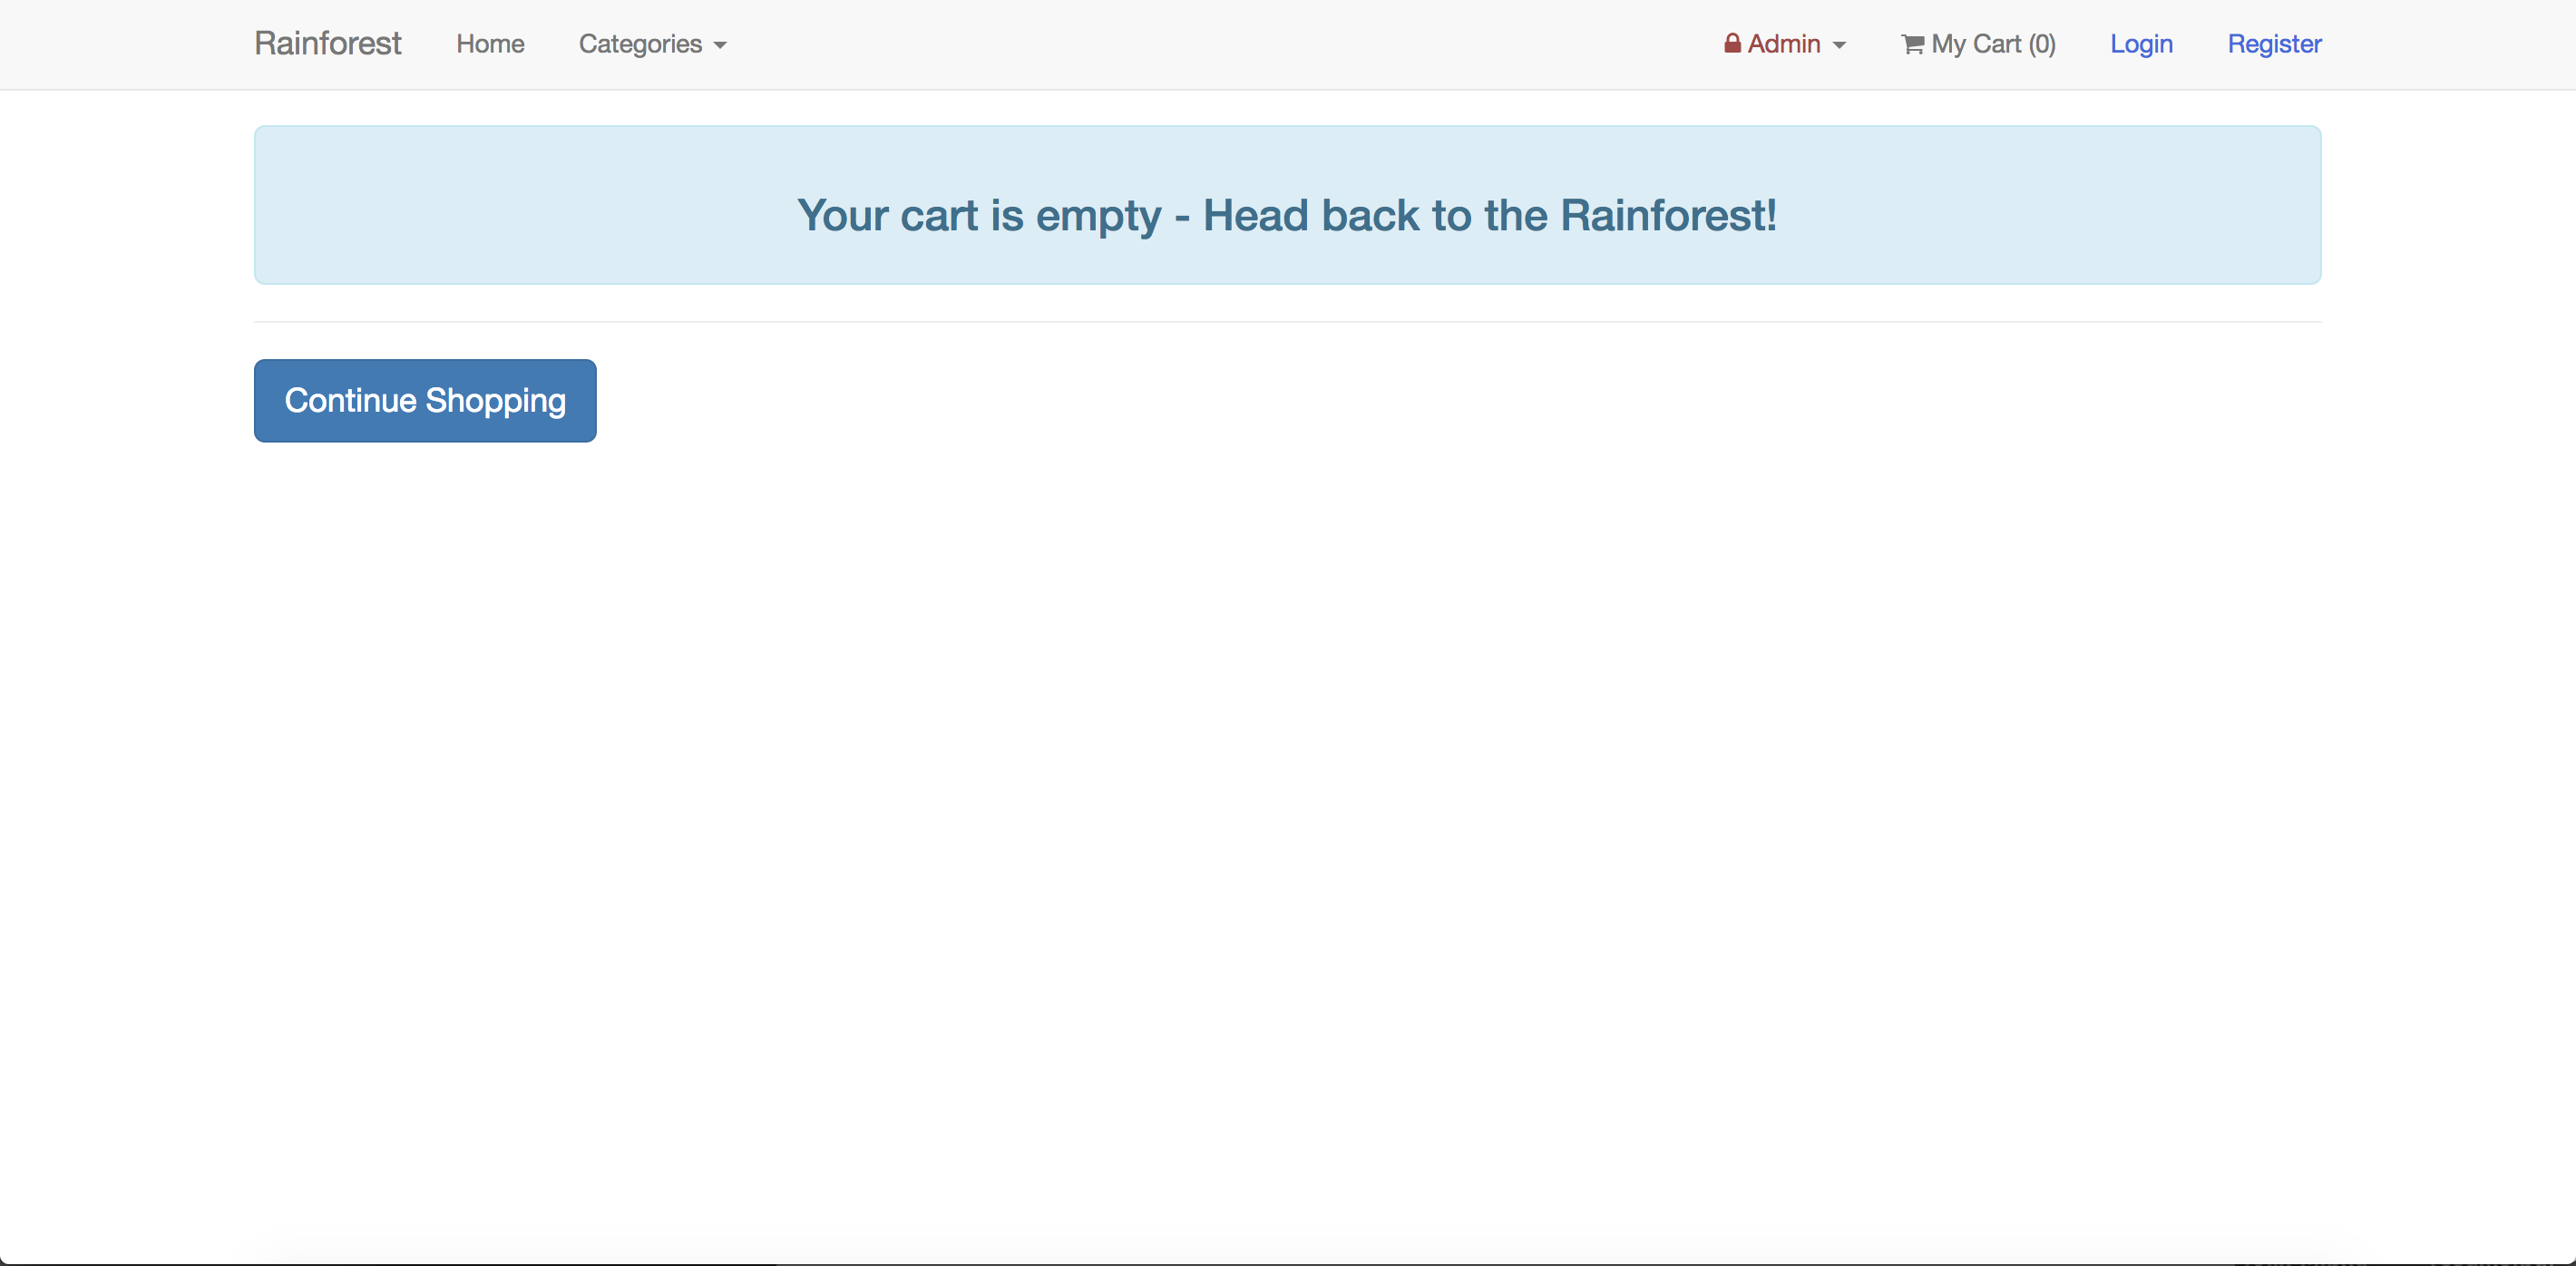 Rainforest Home Categories Admin My Cart (0) Login Register
Your cart is empty - Head back to the Rainforest!
Continue Shopping